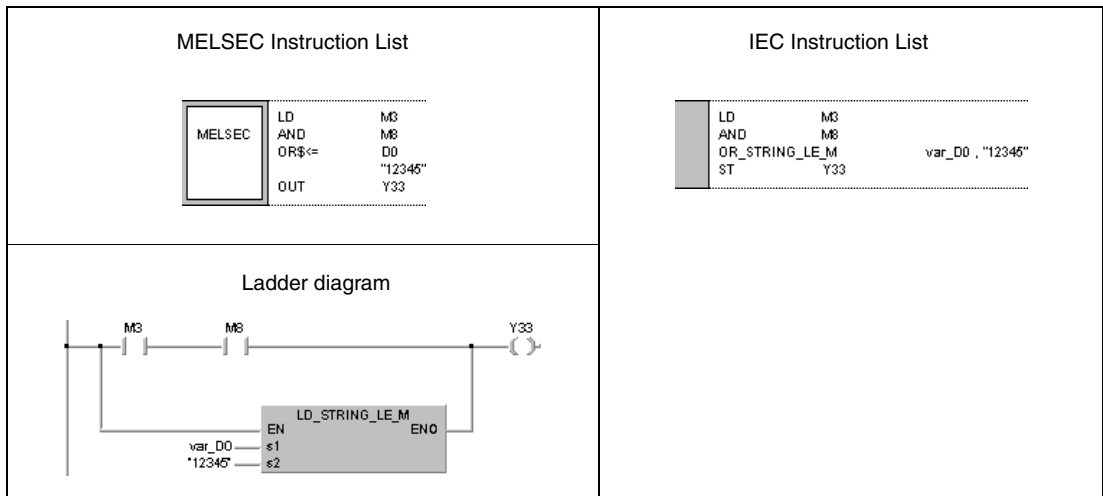 MELSEC Instruction List
MELSEC
LD M3
AND M8
OR$<= D0
"12345"
OUT Y33
IEC Instruction List
LD M3
AND M8
OR_STRING_LE_M var_D0 , "12345"
ST Y33
Ladder diagram
M3 M8 Y33
LD_STRING_LE_M
EN ENO
var_D0 s1
"12345" s2